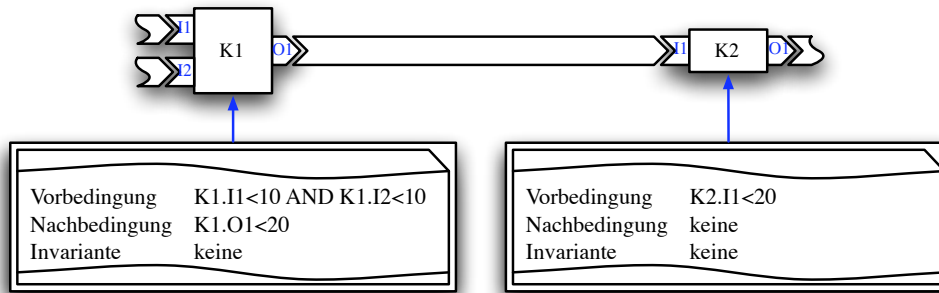 I1
I2
K1
O1
I1
K2
O1
Vorbedingung K1.I1<10 AND K1.I2<10
Nachbedingung K1.O1<20
Invariante keine
Vorbedingung K2.I1<20
Nachbedingung keine
Invariante keine